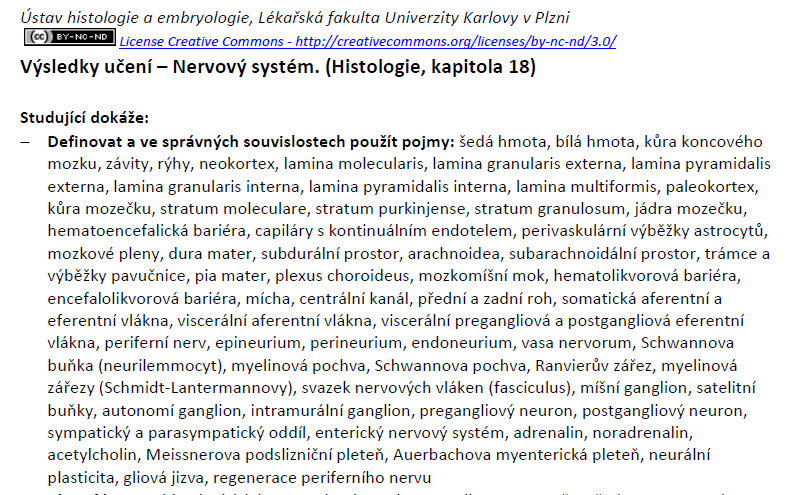 Ústav histologie a embryologie, Lékařská fakulta Univerzity Karlovy v Plzni
(cc) BY-NC-ND License Creative Commons - http://creativecommons.org/licenses/by-nc-nd/3.0/
Výsledky učení – Nervový systém. (Histologie, kapitola 18)
Studující dokáže:
– Definovat a ve správných souvislostech použít pojmy: šedá hmota, bílá hmota, kůra koncového
mozku, závity, rýhy, neokortex, lamina molecularis, lamina granularis externa, lamina pyramidalis
externa, lamina granularis interna, lamina pyramidalis interna, lamina multiformis, paleokortex,
kůra mozečku, stratum moleculare, stratum purkinjense, stratum granulosum, jádra mozečku,
hematoencefalická bariéra, capiláry s kontinuálním endotelem, perivaskulární výběžky astrocytů,
mozkové pleny, dura mater, subdurální prostor, arachnoidea, subarachnoidální prostor, trámce a
výběžky pavučnice, pia mater, plexus choroideus, mozkomíšní mok, hematolikvorová bariéra,
encefalolikvorová bariéra, mícha, centrální kanál, přední a zadní roh, somatická aferentní a
eferentní vlákna, viscerální aferentní vlákna, viscerální pregangliová a postgangliová eferentní
vlákna, periferní nerv, epineurium, perineurium, endoneurium, vasa nervorum, Schwannova
buňka (neurilemmocyt), myelinová pochva, Schwannova pochva, Ranvierův zářez, myelinová
zářezy (Schmidt-Lantermannovy), svazek nervových vláken (fasciculus), míšní ganglion, satelitní
buňky, autonomí ganglion, intramurální ganglion, pregangliový neuron, postgangliový neuron,
sympatický a parasympatický oddíl, enterický nervový systém, adrenalin, noradrenalin,
acetylcholin, Meissnerova podslizniční pleteň, Auerbachova myenterická pleteň, neurální
plasticita, gliová jizva, regenerace periferního nervu